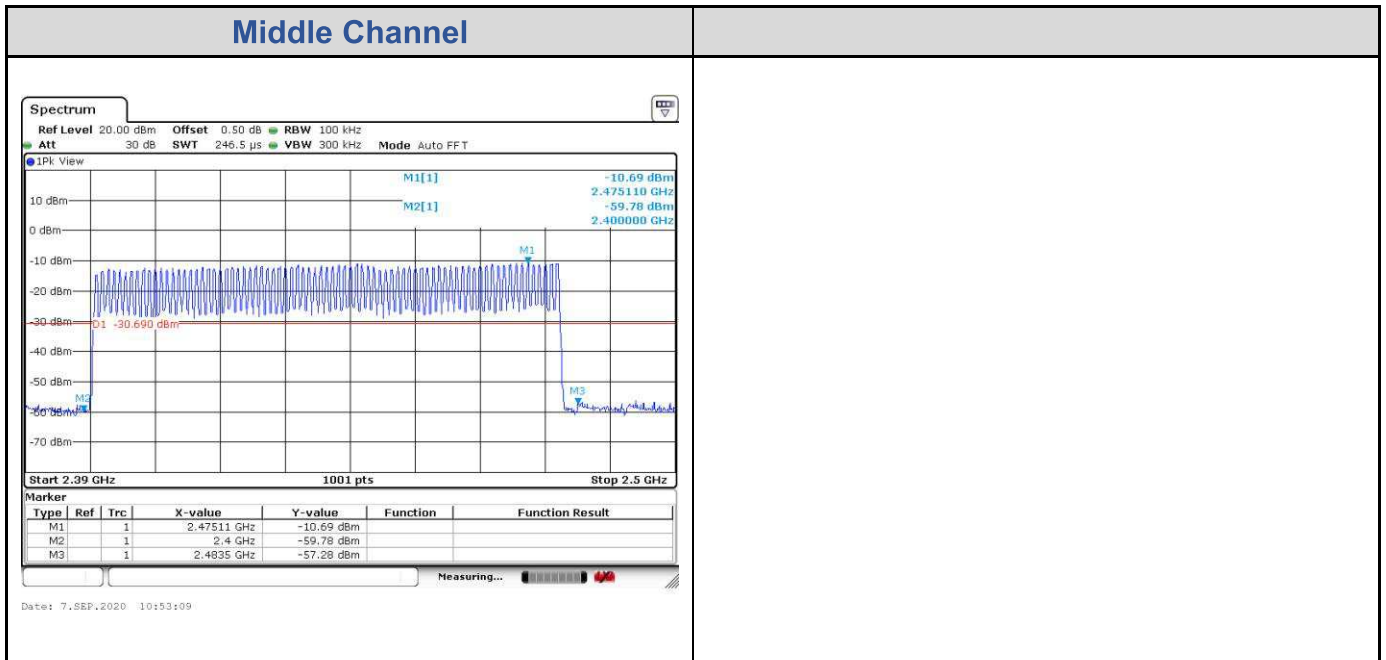 Middle Channel
Spectrum
Ref Level 20.00 dBm Offset 0.50 dB RBW 100 kHz
Att 30 dB SWT 246.5 µs VBW 300 kHz Mode Auto FFT
1Pk View
M1[1] -10.69 dBm
2.475110 GHz
10 dBm
M2[1] -59.78 dBm
2.400000 GHz
0 dBm
M1
-10 dBm
-20 dBm
-30 dBm
D1 -30.690 dBm
-40 dBm
-50 dBm
M2 M3
-60 dBm
-70 dBm
Start 2.39 GHz 1001 pts Stop 2.5 GHz
Marker
Type Ref Trc X-value Y-value Function Function Result
M1 1 2.47511 GHz -10.69 dBm
M2 1 2.4 GHz -59.78 dBm
M3 1 2.4835 GHz -57.28 dBm
Measuring...
Date: 7.SEP.2020 10:53:09